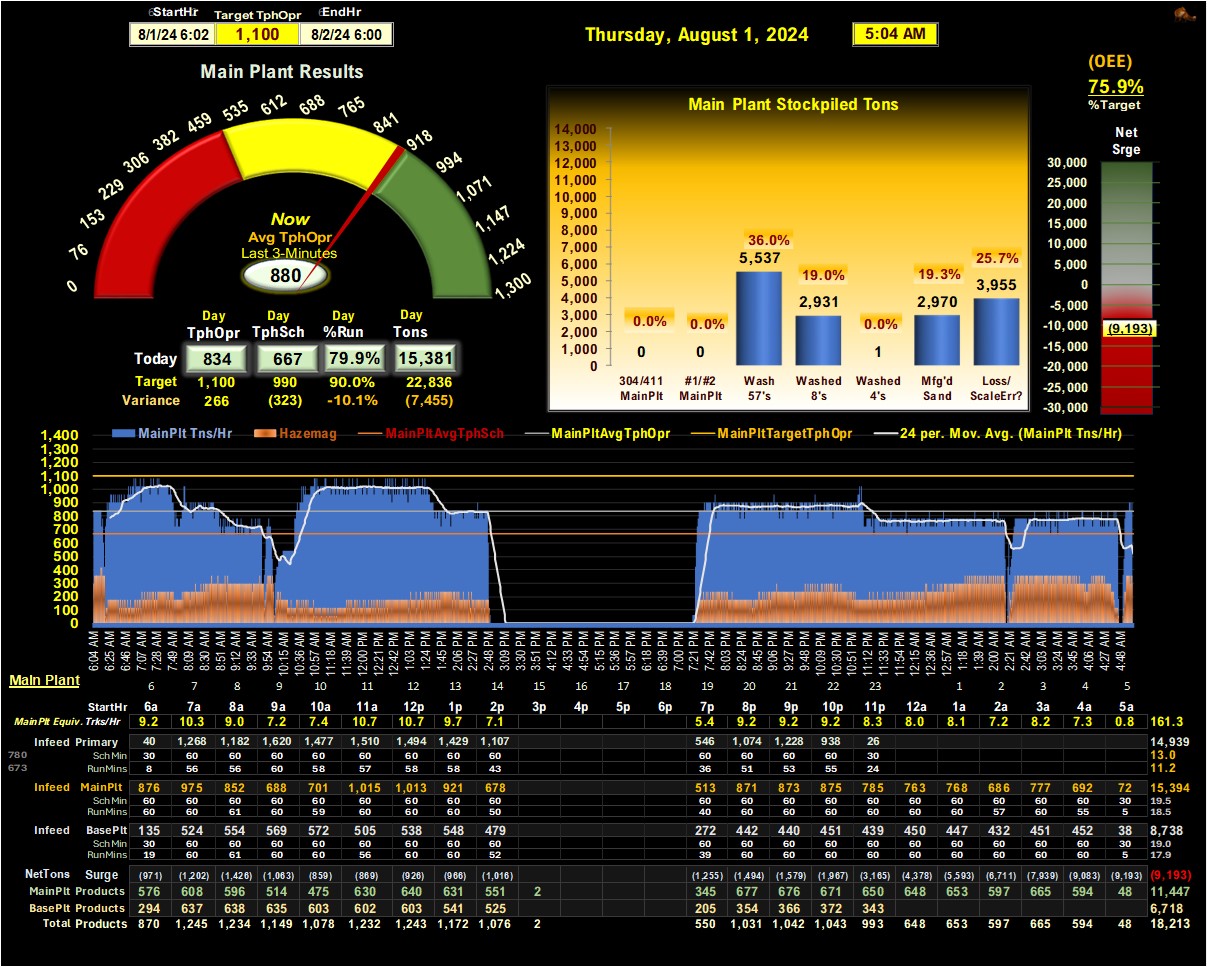 StartHr Target TphOpr EndHr
8/1/24 6:02 1,100 8/2/24 6:00
Thursday, August 1, 2024 5:04 AM
(OEE)
75.9%
%Target
Main Plant Results
0 76 153 229 306 382 459 535 612 688 765 841 918 994 1,071 1,147 1,224 1,300
Now
Avg TphOpr
Last 3-Minutes
880
Day Day Day Day
TphOpr TphSch %Run Tons
Today 834 667 79.9% 15,381
Target 1,100 990 90.0% 22,836
Variance 266 (323) -10.1% (7,455)
Main Plant Stockpiled Tons
14,000
13,000
12,000
11,000
10,000
9,000
8,000
7,000
6,000
5,000
4,000
3,000
2,000
1,000
0
0.0% 0.0% 36.0% 19.0% 0.0% 19.3% 25.7%
0 0 5,537 2,931 1 2,970 3,955
304/411 #1/#2 Wash Washed Washed Mfg'd Loss/
MainPlt MainPlt 57's 8's 4's Sand ScaleErr?
Net
Srge
30,000
25,000
20,000
15,000
10,000
5,000
0
-5,000
-10,000
-15,000
-20,000
-25,000
-30,000
(9,193)
MainPlt Tns/Hr Hazemag MainPltAvgTphSch MainPltAvgTphOpr MainPltTargetTphOpr 24 per. Mov. Avg. (MainPlt Tns/Hr)
1,400
1,300
1,200
1,100
1,000
900
800
700
600
500
400
300
200
100
0
6:04 AM 6:25 AM 6:46 AM 7:07 AM 7:28 AM 7:49 AM 8:09 AM 8:30 AM 8:51 AM 9:12 AM 9:33 AM 9:54 AM 10:15 AM 10:36 AM 10:57 AM 11:18 AM 11:39 AM 12:00 PM 12:21 PM 12:42 PM 1:03 PM 1:24 PM 1:45 PM 2:06 PM 2:27 PM 2:48 PM 3:09 PM 3:30 PM 3:51 PM 4:12 PM 4:33 PM 4:54 PM 5:15 PM 5:36 PM 5:57 PM 6:18 PM 6:39 PM 7:00 PM 7:21 PM 7:42 PM 8:03 PM 8:24 PM 8:45 PM 9:06 PM 9:27 PM 9:48 PM 10:09 PM 10:30 PM 10:51 PM 11:12 PM 11:33 PM 11:54 PM 12:15 AM 12:36 AM 12:57 AM 1:18 AM 1:39 AM 2:00 AM 2:21 AM 2:42 AM 3:03 AM 3:24 AM 3:45 AM 4:06 AM 4:27 AM 4:48 AM
Main Plant
6 7 8 9 10 11 12 13 14 15 16 17 18 19 20 21 22 23 1 2 3 4 5
StartHr 6a 7a 8a 9a 10a 11a 12p 1p 2p 3p 4p 5p 6p 7p 8p 9p 10p 11p 12a 1a 2a 3a 4a 5a
MainPlt Equiv. Trks/Hr 9.2 10.3 9.0 7.2 7.4 10.7 10.7 9.7 7.1 5.4 9.2 9.2 9.2 8.3 8.0 8.1 7.2 8.2 7.3 0.8 161.3
Infeed Primary 40 1,268 1,182 1,620 1,477 1,510 1,494 1,429 1,107 546 1,074 1,228 938 26 14,939
780 SchMin 30 60 60 60 60 60 60 60 60 60 60 60 60 30 13.0
673 RunMins 8 56 56 60 58 57 58 58 43 36 51 53 55 24 11.2
Infeed MainPlt 876 975 852 688 701 1,015 1,013 921 678 513 871 873 875 785 763 768 686 777 692 72 15,394
SchMin 60 60 60 60 60 60 60 60 60 60 60 60 60 60 60 60 60 60 60 30 19.5
RunMins 60 60 61 60 59 60 60 60 50 40 60 60 60 60 60 60 57 60 55 5 18.5
Infeed BasePlt 135 524 554 569 572 505 538 548 479 272 442 440 451 439 450 447 432 451 452 38 8,738
SchMin 30 60 60 60 60 60 60 60 60 60 60 60 60 60 60 60 60 60 60 30 19.0
RunMins 19 60 61 60 60 56 60 60 52 39 60 60 60 60 60 60 60 60 60 5 17.9
NetTons Surge (971) (1,202) (1,426) (1,063) (859) (869) (926) (966) (1,016) (1,255) (1,494) (1,579) (1,967) (3,165) (4,378) (5,593) (6,711) (7,939) (9,083) (9,193) (9,193)
MainPlt Products 576 608 596 514 475 630 640 631 551 2 345 677 676 671 650 648 653 597 665 594 48 11,447
BasePlt Products 294 637 638 635 603 602 603 541 525 205 354 366 372 343 6,718
Total Products 870 1,245 1,234 1,149 1,078 1,232 1,243 1,172 1,076 2 550 1,031 1,042 1,043 993 648 653 597 665 594 48 18,213